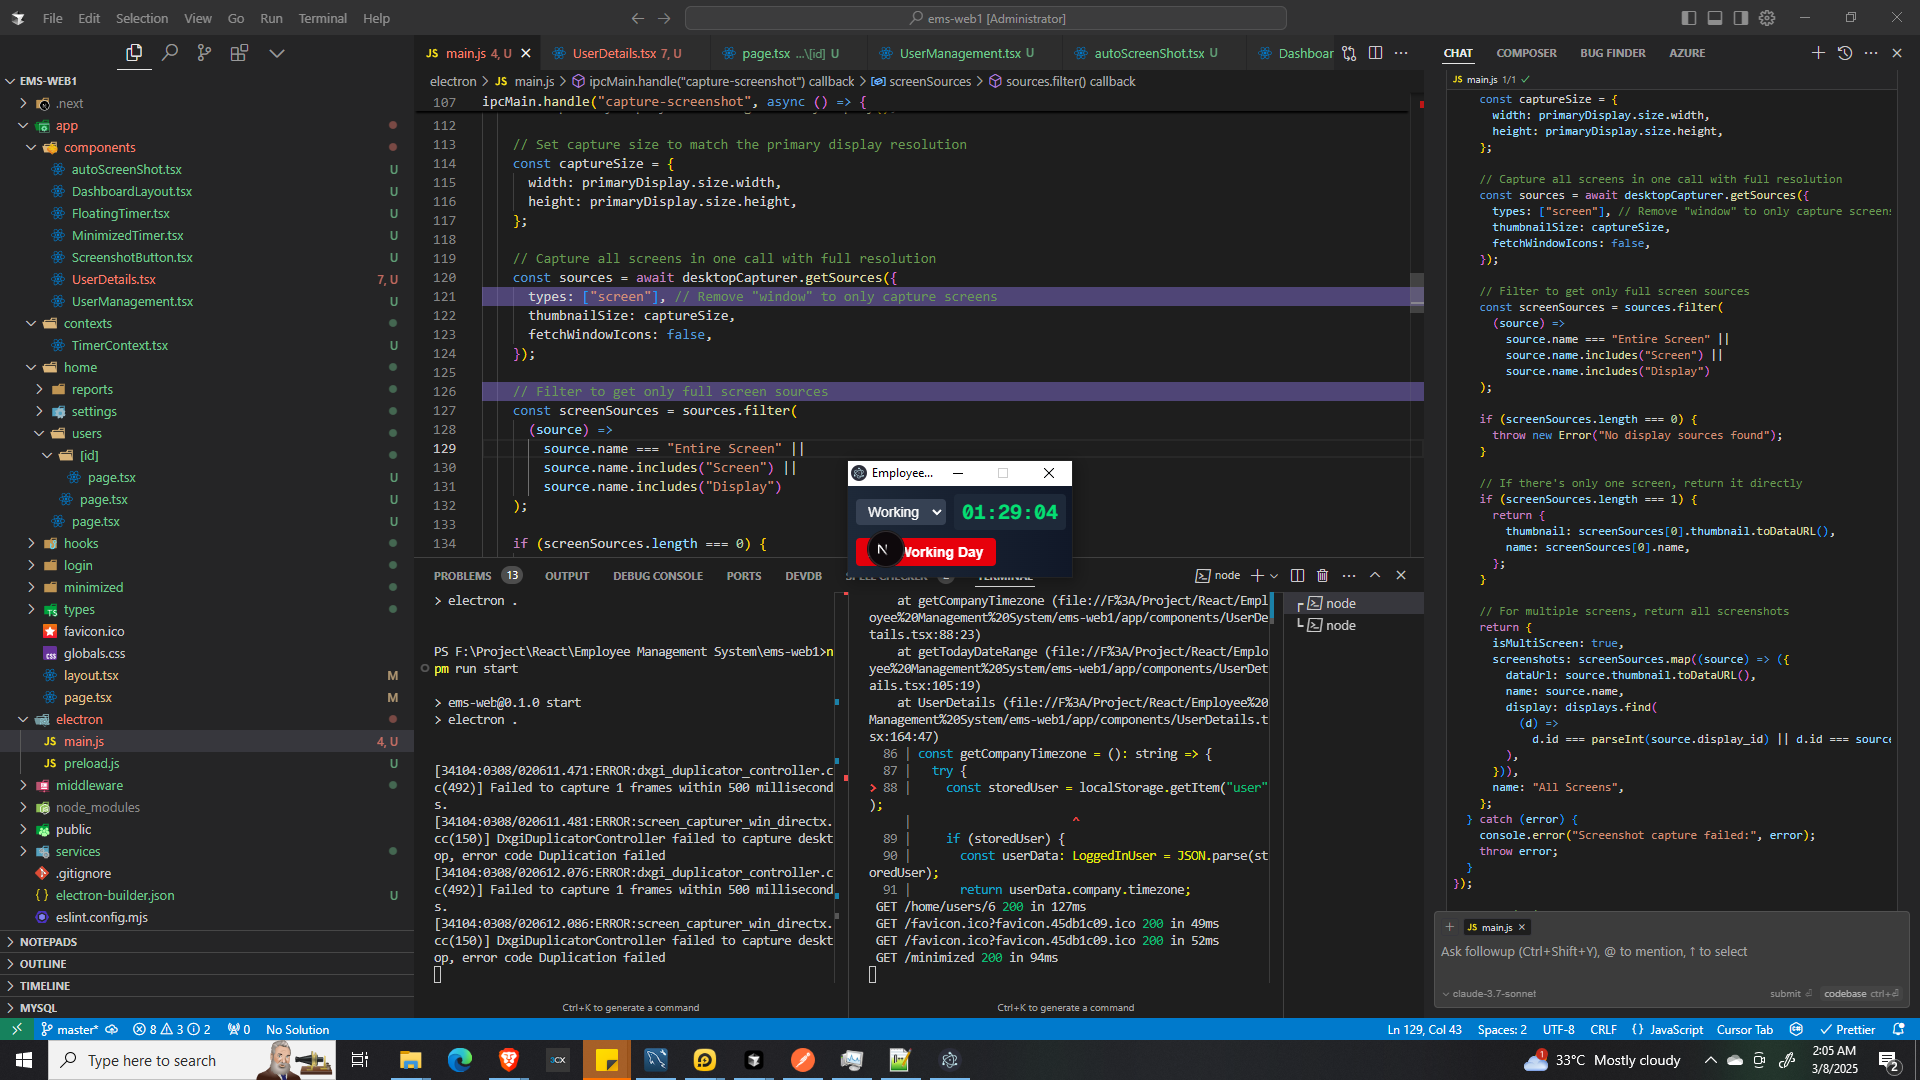 File Edit Selection View Go Run Terminal Help
ems-web1 [Administrator]
EMS-WEB1
.next
app
components
autoScreenShot.tsx U
DashboardLayout.tsx U
FloatingTimer.tsx U
MinimizedTimer.tsx U
ScreenshotButton.tsx U
UserDetails.tsx 7, U
UserManagement.tsx U
contexts
TimerContext.tsx U
home
reports
settings
users
[id]
page.tsx U
page.tsx U
page.tsx U
hooks
login
minimized
types
favicon.ico
globals.css
layout.tsx M
page.tsx M
electron
JS main.js 4, U
JS preload.js U
middleware
node_modules
public
services
.gitignore
electron-builder.json U
eslint.config.mjs
NOTEPADS
OUTLINE
TIMELINE
MYSQL
JS main.js 4, U UserDetails.tsx 7, U page.tsx ...\[id] U UserManagement.tsx U autoScreenShot.tsx U Dashboar
electron > JS main.js > ipcMain.handle("capture-screenshot") callback > screenSources > sources.filter() callback
107 ipcMain.handle("capture-screenshot", async () => {
112
113 // Set capture size to match the primary display resolution
114 const captureSize = {
115 width: primaryDisplay.size.width,
116 height: primaryDisplay.size.height,
117 };
118
119 // Capture all screens in one call with full resolution
120 const sources = await desktopCapturer.getSources({
121 types: ["screen"], // Remove "window" to only capture screens
122 thumbnailSize: captureSize,
123 fetchWindowIcons: false,
124 });
125
126 // Filter to get only full screen sources
127 const screenSources = sources.filter(
128 (source) =>
129 source.name === "Entire Screen" ||
130 source.name.includes("Screen") ||
131 source.name.includes("Display")
132 );
133
134 if (screenSources.length === 0) {
Employee...
Working 01:29:04
N Working Day
PROBLEMS 13 OUTPUT DEBUG CONSOLE PORTS DEVDB
node
> electron .
PS F:\Project\React\Employee Management System\ems-web1>n
pm run start
> ems-web@0.1.0 start
> electron .
[34104:0308/020611.471:ERROR:dxgi_duplicator_controller.c
c(492)] Failed to capture 1 frames within 500 millisecond
s.
[34104:0308/020611.481:ERROR:screen_capturer_win_directx.
cc(150)] DxgiDuplicatorController failed to capture deskt
op, error code Duplication failed
[34104:0308/020612.076:ERROR:dxgi_duplicator_controller.c
c(492)] Failed to capture 1 frames within 500 millisecond
s.
[34104:0308/020612.086:ERROR:screen_capturer_win_directx.
cc(150)] DxgiDuplicatorController failed to capture deskt
op, error code Duplication failed
Ctrl+K to generate a command
at getCompanyTimezone (file://F%3A/Project/React/Empl
oyee%20Management%20System/ems-web1/app/components/UserDe
tails.tsx:88:23)
at getTodayDateRange (file://F%3A/Project/React/Emplo
yee%20Management%20System/ems-web1/app/components/UserDet
ails.tsx:105:19)
at UserDetails (file://F%3A/Project/React/Employee%20
Management%20System/ems-web1/app/components/UserDetails.t
sx:164:47)
86 | const getCompanyTimezone = (): string => {
87 | try {
> 88 | const storedUser = localStorage.getItem("user"
);
| ^
89 | if (storedUser) {
90 | const userData: LoggedInUser = JSON.parse(st
oredUser);
91 | return userData.company.timezone;
GET /home/users/6 200 in 127ms
GET /favicon.ico?favicon.45db1c09.ico 200 in 49ms
GET /favicon.ico?favicon.45db1c09.ico 200 in 52ms
GET /minimized 200 in 94ms
Ctrl+K to generate a command
node
node
CHAT COMPOSER BUG FINDER AZURE
JS main.js 1/1
const captureSize = {
width: primaryDisplay.size.width,
height: primaryDisplay.size.height,
};
// Capture all screens in one call with full resolution
const sources = await desktopCapturer.getSources({
types: ["screen"], // Remove "window" to only capture screens
thumbnailSize: captureSize,
fetchWindowIcons: false,
});
// Filter to get only full screen sources
const screenSources = sources.filter(
(source) =>
source.name === "Entire Screen" ||
source.name.includes("Screen") ||
source.name.includes("Display")
);
if (screenSources.length === 0) {
throw new Error("No display sources found");
}
// If there's only one screen, return it directly
if (screenSources.length === 1) {
return {
thumbnail: screenSources[0].thumbnail.toDataURL(),
name: screenSources[0].name,
};
}
// For multiple screens, return all screenshots
return {
isMultiScreen: true,
screenshots: screenSources.map((source) => ({
dataUrl: source.thumbnail.toDataURL(),
name: source.name,
display: displays.find(
(d) =>
d.id === parseInt(source.display_id) || d.id === source
),
})),
name: "All Screens",
};
} catch (error) {
console.error("Screenshot capture failed:", error);
throw error;
}
});
+ JS main.js
Ask followup (Ctrl+Shift+Y), @ to mention, ↑ to select
claude-3.7-sonnet submit codebase ctrl+⏎
master* 8 3 2 0 No Solution
Ln 129, Col 43 Spaces: 2 UTF-8 CRLF {} JavaScript Cursor Tab Prettier
Type here to search
33°C Mostly cloudy
2:05 AM
3/8/2025